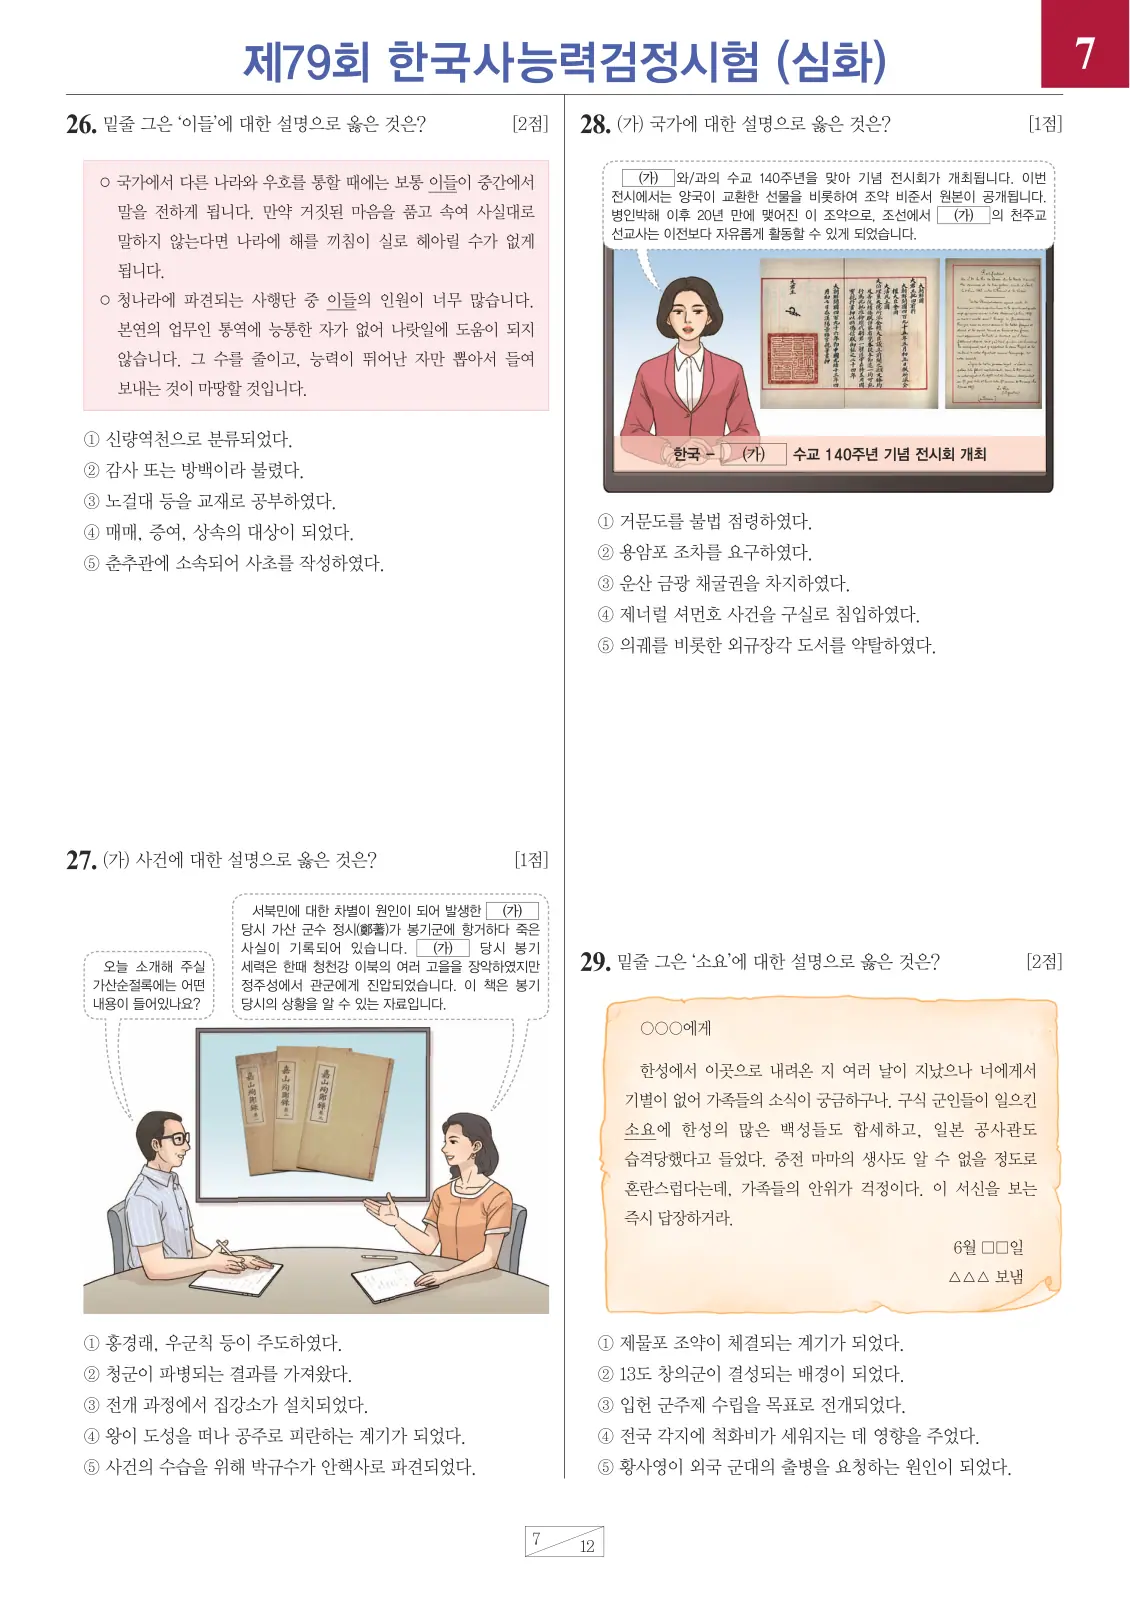 제79회 한국사능력검정시험 (심화)
7
26. 밑줄 그은 ‘이들’에 대한 설명으로 옳은 것은? [2점]
○ 국가에서 다른 나라와 우호를 통할 때에는 보통 이들이 중간에서
말을 전하게 됩니다. 만약 거짓된 마음을 품고 속여 사실대로
말하지 않는다면 나라에 해를 끼침이 실로 헤아릴 수가 없게
됩니다.
○ 청나라에 파견되는 사행단 중 이들의 인원이 너무 많습니다.
본연의 업무인 통역에 능통한 자가 없어 나랏일에 도움이 되지
않습니다. 그 수를 줄이고, 능력이 뛰어난 자만 뽑아서 들여
보내는 것이 마땅할 것입니다.
① 신량역천으로 분류되었다.
② 감사 또는 방백이라 불렸다.
③ 노걸대 등을 교재로 공부하였다.
④ 매매, 증여, 상속의 대상이 되었다.
⑤ 춘추관에 소속되어 사초를 작성하였다.
27. (가) 사건에 대한 설명으로 옳은 것은? [1점]
오늘 소개해 주실
가산순절록에는 어떤
내용이 들어있나요?
서북민에 대한 차별이 원인이 되어 발생한 (가)
당시 가산 군수 정시(鄭蓍)가 봉기군에 항거하다 죽은
사실이 기록되어 있습니다. (가) 당시 봉기
세력은 한때 청천강 이북의 여러 고을을 장악하였지만
정주성에서 관군에게 진압되었습니다. 이 책은 봉기
당시의 상황을 알 수 있는 자료입니다.
① 홍경래, 우군칙 등이 주도하였다.
② 청군이 파병되는 결과를 가져왔다.
③ 전개 과정에서 집강소가 설치되었다.
④ 왕이 도성을 떠나 공주로 피란하는 계기가 되었다.
⑤ 사건의 수습을 위해 박규수가 안핵사로 파견되었다.
28. (가) 국가에 대한 설명으로 옳은 것은? [1점]
(가) 와/과의 수교 140주년을 맞아 기념 전시회가 개최됩니다. 이번
전시에서는 양국이 교환한 선물을 비롯하여 조약 비준서 원본이 공개됩니다.
병인박해 이후 20년 만에 맺어진 이 조약으로, 조선에서 (가) 의 천주교
선교사는 이전보다 자유롭게 활동할 수 있게 되었습니다.
한국 - (가) 수교 140주년 기념 전시회 개최
① 거문도를 불법 점령하였다.
② 용암포 조차를 요구하였다.
③ 운산 금광 채굴권을 차지하였다.
④ 제너럴 셔먼호 사건을 구실로 침입하였다.
⑤ 의궤를 비롯한 외규장각 도서를 약탈하였다.
29. 밑줄 그은 ‘소요’에 대한 설명으로 옳은 것은? [2점]
○○○에게
한성에서 이곳으로 내려온 지 여러 날이 지났으나 너에게서
기별이 없어 가족들의 소식이 궁금하구나. 구식 군인들이 일으킨
소요에 한성의 많은 백성들도 합세하고, 일본 공사관도
습격당했다고 들었다. 중전 마마의 생사도 알 수 없을 정도로
혼란스럽다는데, 가족들의 안위가 걱정이다. 이 서신을 보는
즉시 답장하거라.
6월 □□일
△△△ 보냄
① 제물포 조약이 체결되는 계기가 되었다.
② 13도 창의군이 결성되는 배경이 되었다.
③ 입헌 군주제 수립을 목표로 전개되었다.
④ 전국 각지에 척화비가 세워지는 데 영향을 주었다.
⑤ 황사영이 외국 군대의 출병을 요청하는 원인이 되었다.
7
12